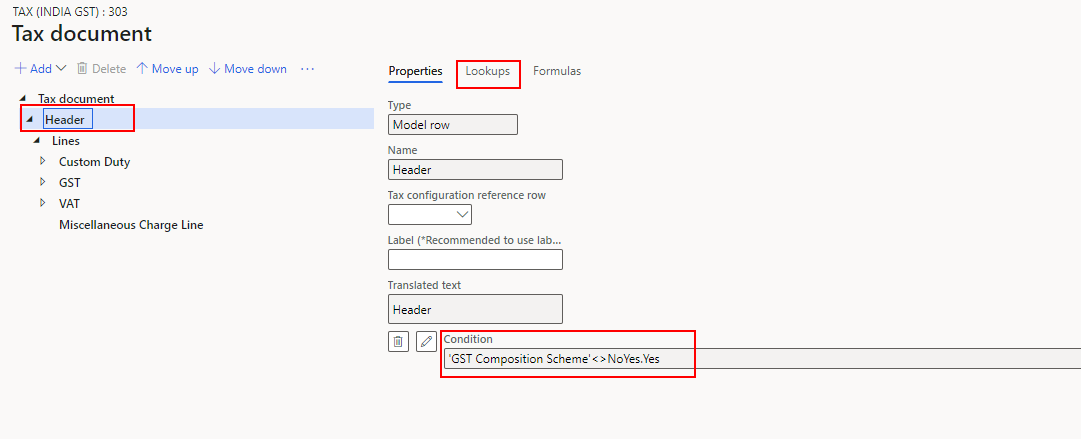 TAX (INDIA GST) : 303
Tax document
Add Delete Move up Move down ...
Tax document
Header
Lines
Custom Duty
GST
VAT
Miscellaneous Charge Line
Properties Lookups Formulas
Type
Model row
Name
Header
Tax configuration reference row
Label (*Recommended to use lab...
Translated text
Header
Condition
'GST Composition Scheme'<>NoYes.Yes